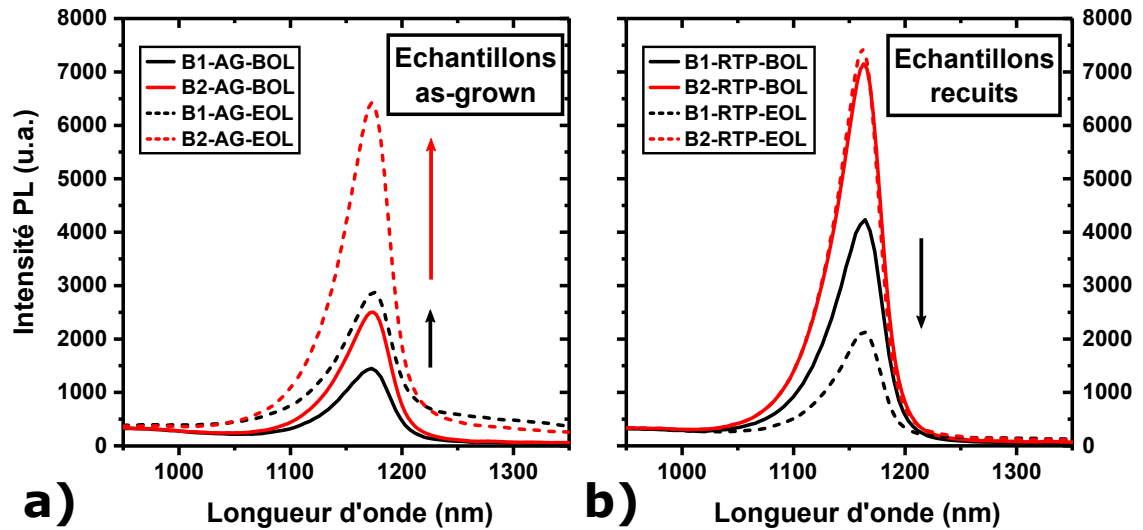 8000
7000
6000
5000
4000
3000
2000
1000
0
Intensité PL (u.a.)
B1-AG-BOL
B2-AG-BOL
B1-AG-EOL
B2-AG-EOL
Echantillons
as-grown
1000 1100 1200 1300
Longueur d'onde (nm)
a)
B1-RTP-BOL
B2-RTP-BOL
B1-RTP-EOL
B2-RTP-EOL
Echantillons
recuits
8000
7000
6000
5000
4000
3000
2000
1000
0
1000 1100 1200 1300
Longueur d'onde (nm)
b)